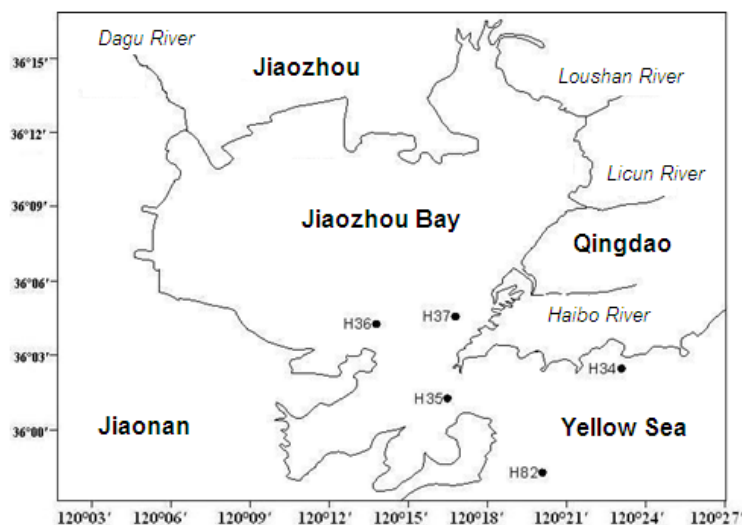 Dagu River
36°15′
Jiaozhou
Loushan River
36°12′
Licun River
36°09′
Jiaozhou Bay
Qingdao
36°06′
H37
H36
Haibo River
36°03′
H34
H35
36°00′
Jiaonan
Yellow Sea
H82
120°03′ 120°06′ 120°09′ 120°12′ 120°15′ 120°18′ 120°21′ 120°24′ 120°27′